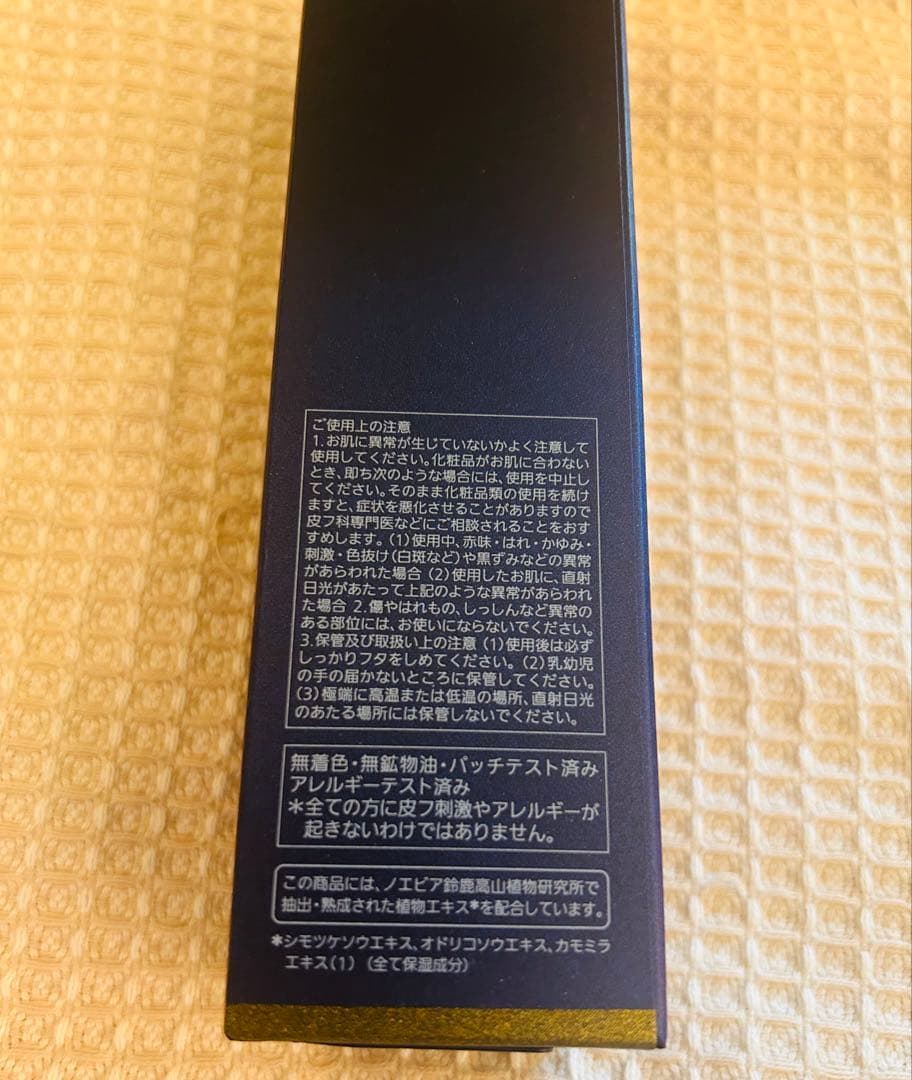 ご使用上の注意
1.お肌に異常が生じていないかよく注意して
使用してください。化粧品がお肌に合わない
とき、即ち次のような場合には、使用を中止し
てください。そのまま化粧品類の使用を続け
ますと、症状を悪化させることがありますので
皮フ科専門医などにご相談されることをおす
すめします。(1)使用中、赤味・はれ・かゆみ・
刺激・色抜け(白斑など)や黒ずみなどの異常
があらわれた場合 (2)使用したお肌に、直射
日光があたって上記のような異常があらわれ
た場合 2.傷やはれもの、しっしんなど異常の
ある部位には、お使いにならないでください。
3.保管及び取扱い上の注意 (1)使用後は必ず
しっかりフタをしめてください。(2)乳幼児
の手の届かないところに保管してください。
(3)極端に高温または低温の場所、直射日光
のあたる場所には保管しないでください。
無着色・無鉱物油・パッチテスト済み
アレルギーテスト済み
*全ての方に皮フ刺激やアレルギーが
起きないわけではありません。
この商品には、ノエビア鈴鹿高山植物研究所で
抽出・熟成された植物エキス*を配合しています。
*シモツケソウエキス、オドリコソウエキス、カモミラ
エキス(1) (全て保湿成分)